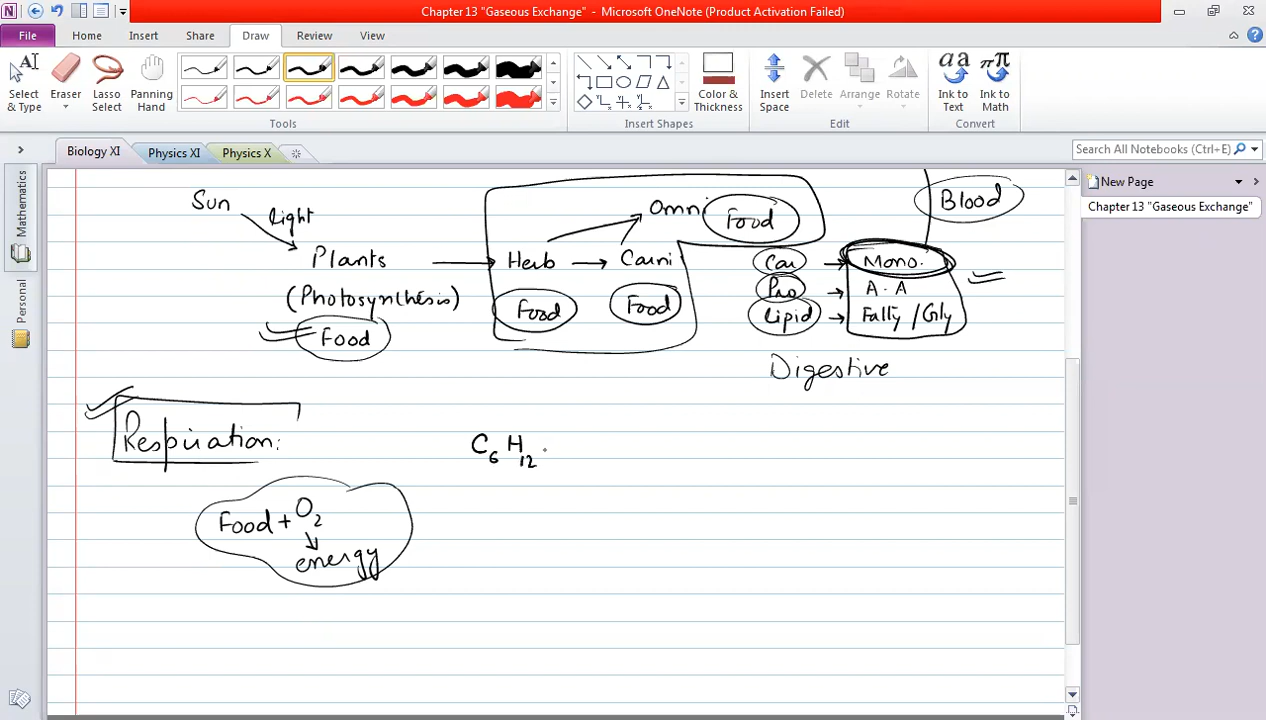 Chapter 13 "Gaseous Exchange" - Microsoft OneNote (Product Activation Failed)
File Home Insert Share Draw Review View
Select & Type Eraser Lasso Select Panning Hand Color & Thickness Insert Space Delete Arrange Rotate Ink to Text Ink to Math
Tools Insert Shapes Edit Convert
Biology XI Physics XI Physics X
Search All Notebooks (Ctrl+E)
New Page
Chapter 13 "Gaseous Exchange"
Mathematics
Personal
Sun
light
Omni Food
Blood
Plants Herb Carni
Car Mono.
(Photosynthesis) Food Food
Pro A.A
Food
Lipid Fatty/Gly
Digestive
Respiration:
C6H12
Food + O2
energy